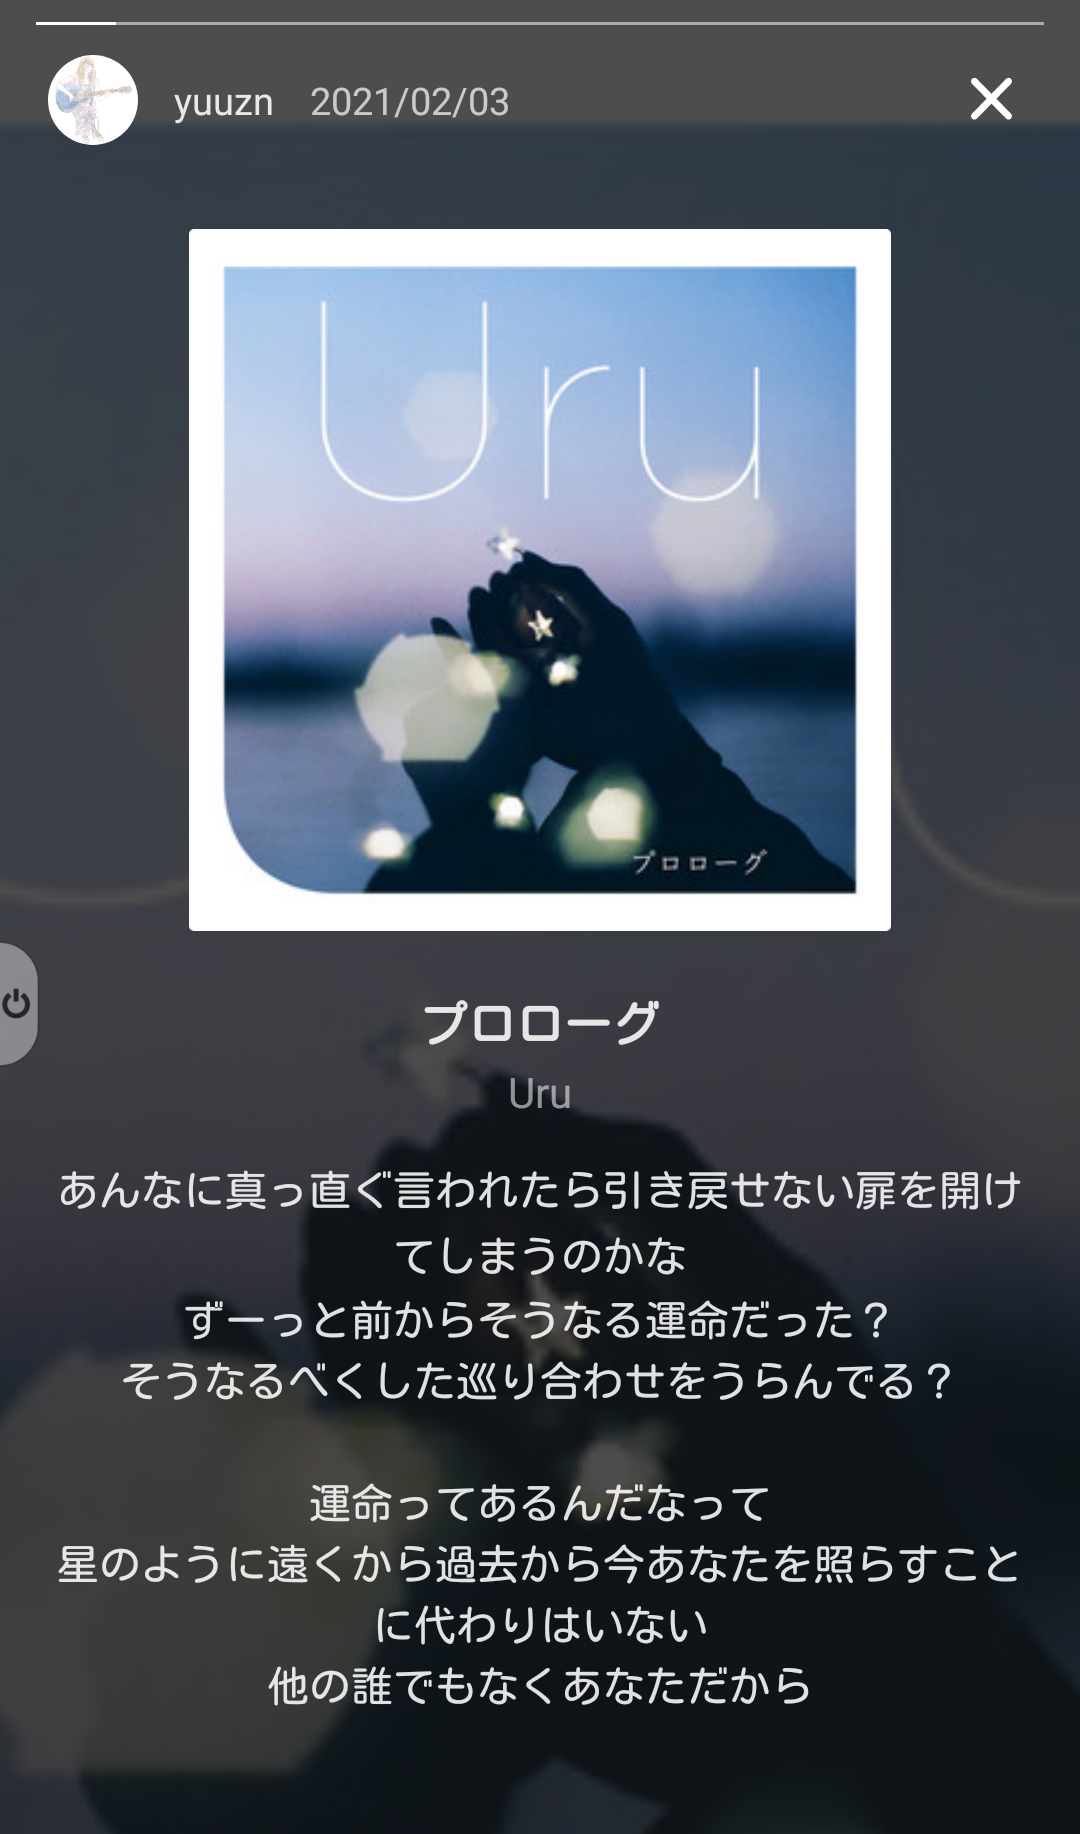 yuuzn 2021/02/03
Uru
プロローグ
プロローグ
Uru
あんなに真っ直ぐ言われたら引き戻せない扉を開け
てしまうのかな
ずーっと前からそうなる運命だった？
そうなるべくした巡り合わせをうらんでる？
運命ってあるんだなって
星のように遠くから過去から今あなたを照らすこと
に代わりはいない
他の誰でもなくあなただから